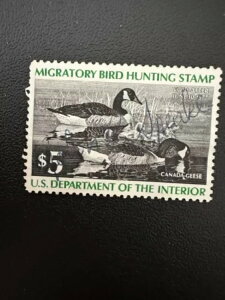 MIGRATORY BIRD HUNTING STAMP
$5
CANADA GEESE
U.S. DEPARTMENT OF THE INTERIOR